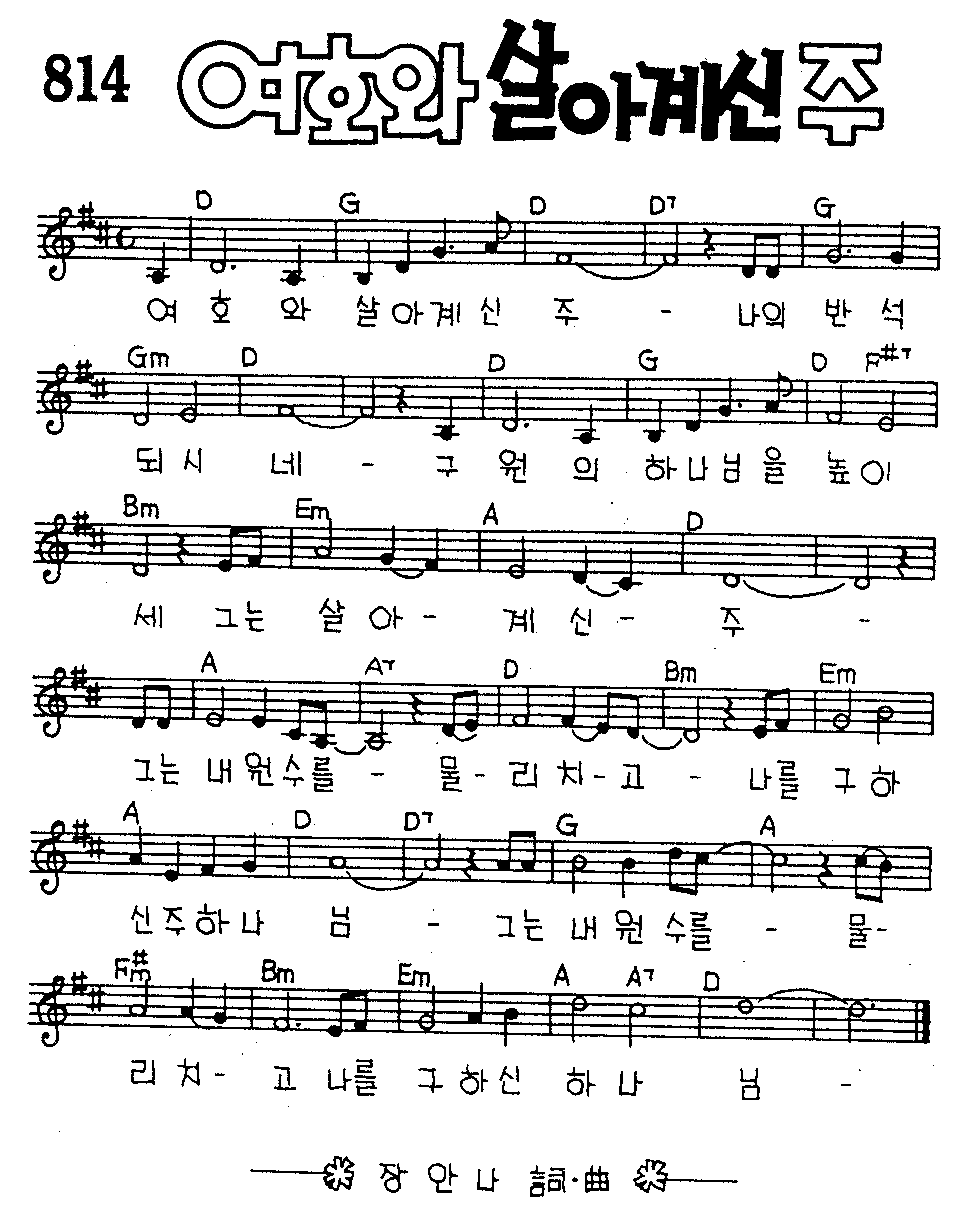 814 여호와 살아계신 주
D G D D7 G
여 호 와 살 아 계 신 주 - 나의 반 석
Gm D D G D F#7
되 시 네 - 구 원 의 하 나 님 을 높 이
Bm Em A D
세 그는 살 아 - 계 신 - 주 -
A A7 D Bm Em
그는 내 원 수를 - 물 - 리 치 - 고 - 나를 구 하
A D D7 G A
신 주 하 나 님 - 그는 내 원 수를 - 물 -
F#m Bm Em A A7 D
리 치 - 고 나를 구 하 신 하 나 님 -
장 안 나 詞·曲